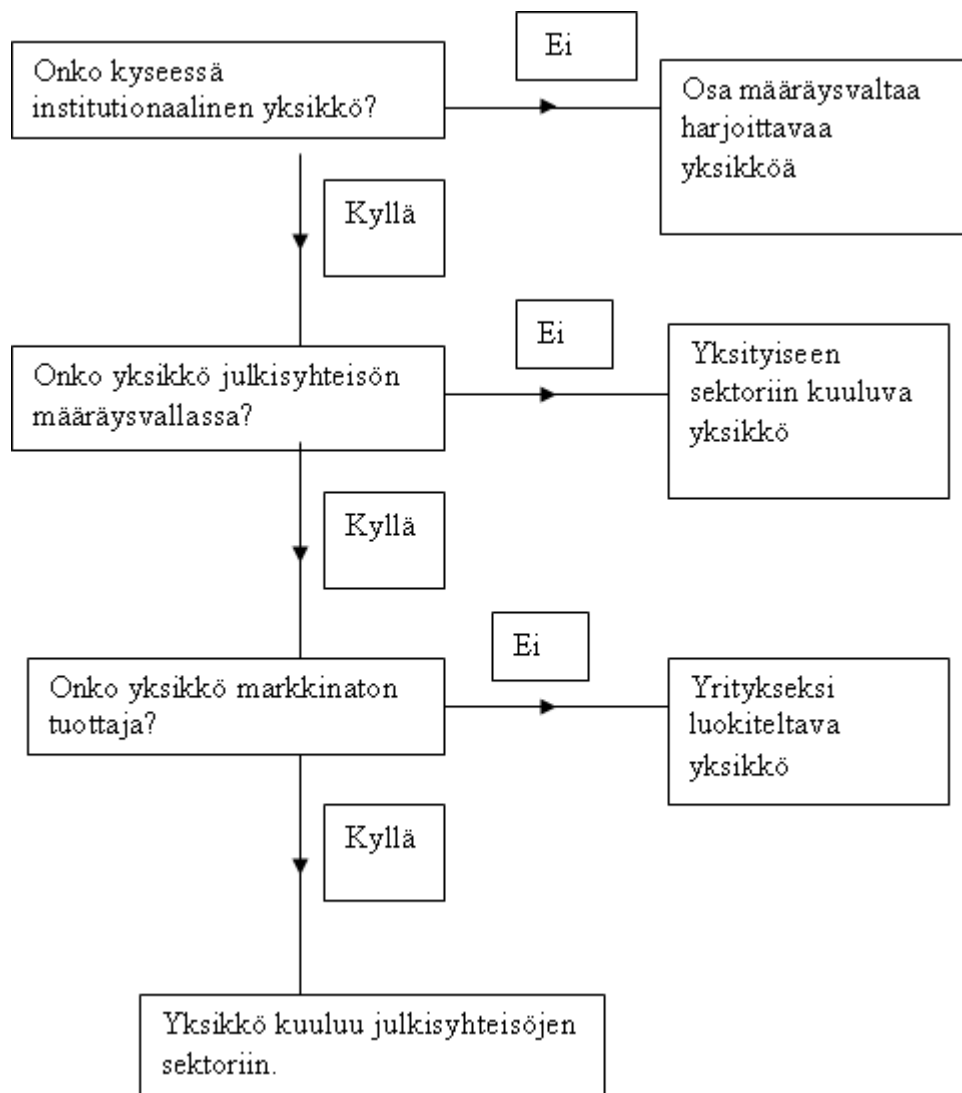 Onko kyseessä
institutionaalinen yksikkö?
Ei
Osa määräysvaltaa
harjoittavaa
yksikköä
Kyllä
Onko yksikkö julkisyhteisön
määräysvallassa?
Ei
Yksityiseen
sektoriin kuuluva
yksikkö
Kyllä
Onko yksikkö markkinaton
tuottaja?
Ei
Yritykseksi
luokiteltava
yksikkö
Kyllä
Yksikkö kuuluu julkisyhteisöjen
sektoriin.